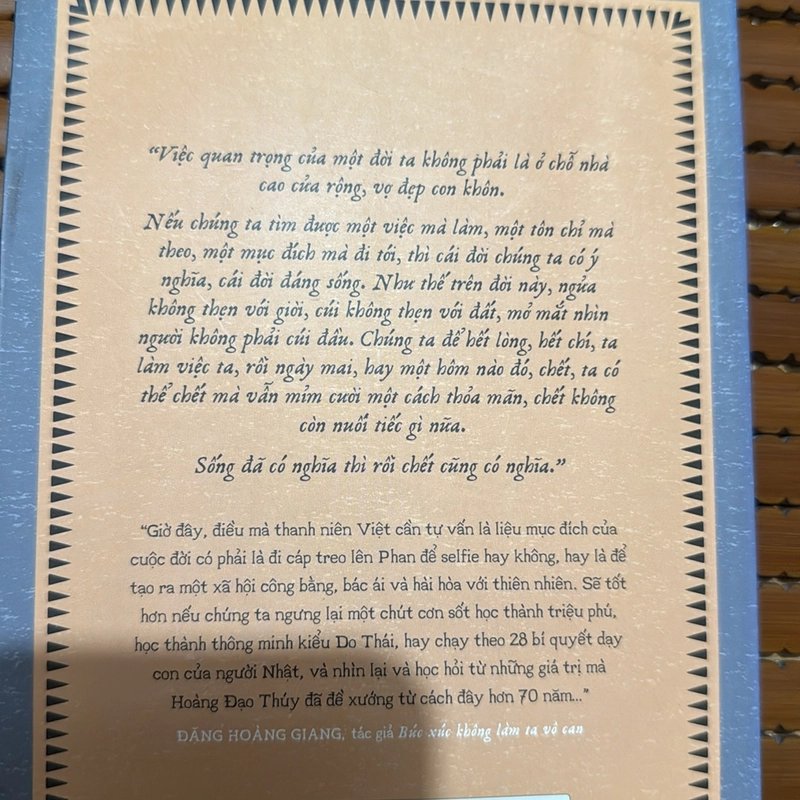 “Việc quan trọng của một đời ta không phải là ở chỗ nhà
cao cửa rộng, vợ đẹp con khôn.
Nếu chúng ta tìm được một việc mà làm, một tôn chỉ mà
theo, một mục đích mà đi tới, thì cái đời chúng ta có ý
nghĩa, cái đời đáng sống. Như thế trên đời này, ngửa
không thẹn với giời, cúi không thẹn với đất, mở mắt nhìn
người không phải cúi đầu. Chúng ta để hết lòng, hết chí, ta
làm việc ta, rồi ngày mai, hay một hôm nào đó, chết, ta có
thể chết mà vẫn mỉm cười một cách thỏa mãn, chết không
còn nuối tiếc gì nữa.
Sống đã có nghĩa thì rồi chết cũng có nghĩa.”
“Giờ đây, điều mà thanh niên Việt cần tự vấn là liệu mục đích của
cuộc đời có phải là đi cáp treo lên Phan để selfie hay không, hay là để
tạo ra một xã hội công bằng, bác ái và hài hòa với thiên nhiên. Sẽ tốt
hơn nếu chúng ta ngưng lại một chút cơn sốt học thành triệu phú,
học thành thông minh kiểu Do Thái, hay chạy theo 28 bí quyết dạy
con của người Nhật, và nhìn lại và học hỏi từ những giá trị mà
Hoàng Đạo Thúy đã đề xướng từ cách đây hơn 70 năm...”
ĐẶNG HOÀNG GIANG, tác giả Bức xúc không làm ta vô can